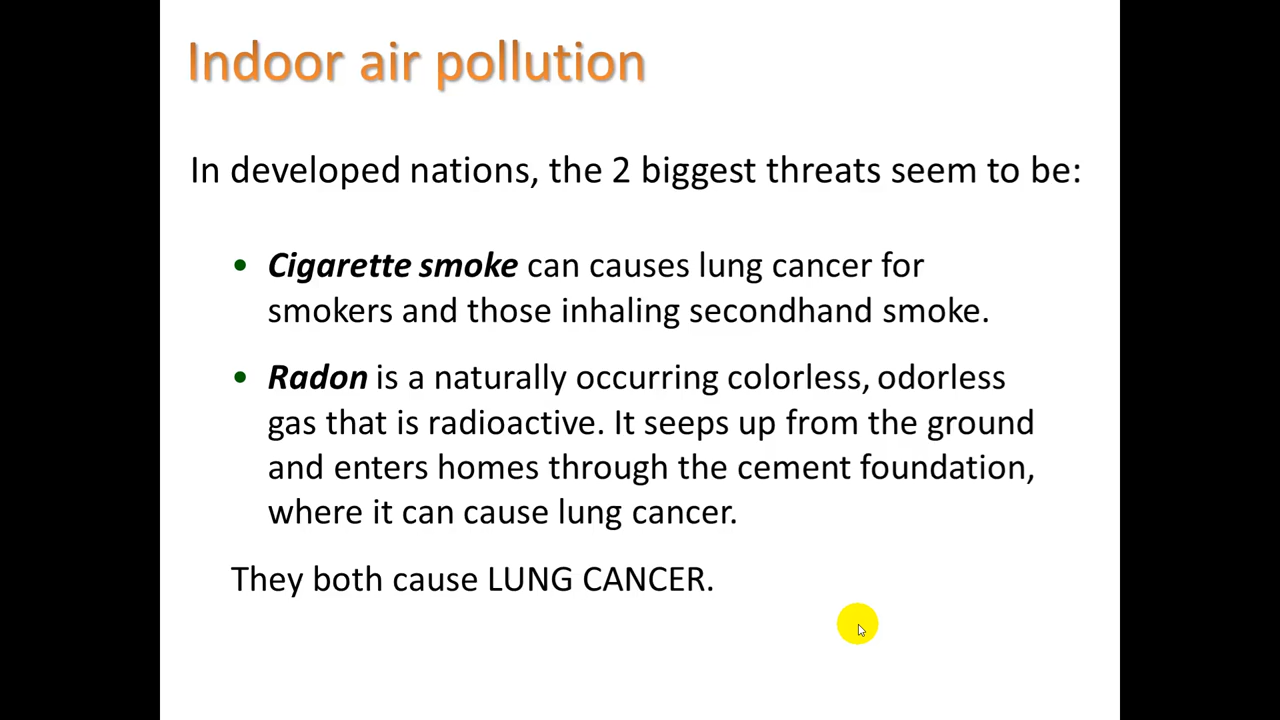 Indoor air pollution
In developed nations, the 2 biggest threats seem to be:
• Cigarette smoke can causes lung cancer for
smokers and those inhaling secondhand smoke.
• Radon is a naturally occurring colorless, odorless
gas that is radioactive. It seeps up from the ground
and enters homes through the cement foundation,
where it can cause lung cancer.
They both cause LUNG CANCER.